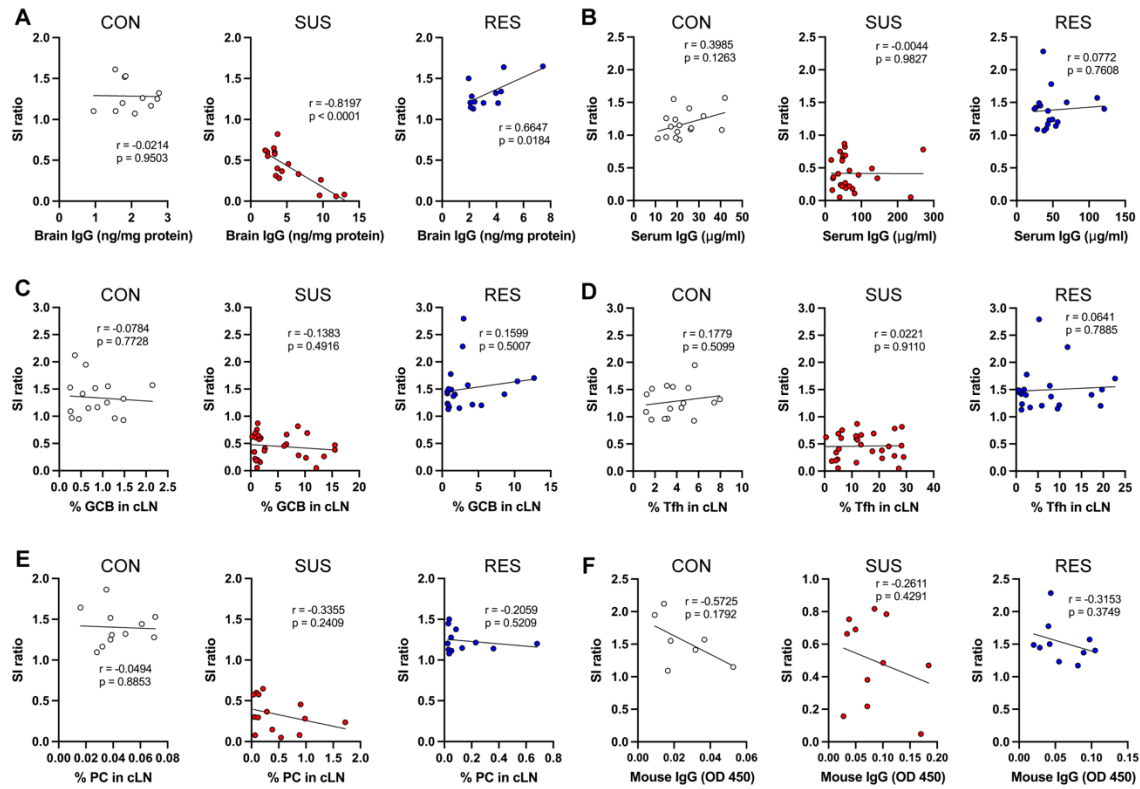 A
CON
SUS
RES
SI ratio
2.0
1.5
1.0
0.5
0.0
r = -0.0214
p = 0.9503
0
1
2
3
Brain IgG (ng/mg protein)
SI ratio
2.0
1.5
1.0
0.5
0.0
r = -0.8197
p < 0.0001
0
5
10
15
Brain IgG (ng/mg protein)
SI ratio
2.0
1.5
1.0
0.5
0.0
r = 0.6647
p = 0.0184
0
2
4
6
8
Brain IgG (ng/mg protein)
B
CON
SUS
RES
SI ratio
2.5
2.0
1.5
1.0
0.5
0.0
r = 0.3985
p = 0.1263
0
10
20
30
40
50
Serum IgG (µg/ml)
SI ratio
2.5
2.0
1.5
1.0
0.5
0.0
r = -0.0044
p = 0.9827
0
100
200
300
Serum IgG (µg/ml)
SI ratio
2.5
2.0
1.5
1.0
0.5
0.0
r = 0.0772
p = 0.7608
0
50
100
150
Serum IgG (µg/ml)
C
CON
SUS
RES
SI ratio
3.0
2.5
2.0
1.5
1.0
0.5
0.0
r = -0.0784
p = 0.7728
0.0 0.5 1.0 1.5 2.0 2.5
% GCB in cLN
SI ratio
3.0
2.5
2.0
1.5
1.0
0.5
0.0
r = -0.1383
p = 0.4916
0
5
10
15
20
% GCB in cLN
SI ratio
3.0
2.5
2.0
1.5
1.0
0.5
0.0
r = 0.1599
p = 0.5007
0
5
10
15
% GCB in cLN
D
CON
SUS
RES
SI ratio
3.0
2.5
2.0
1.5
1.0
0.5
0.0
r = 0.1779
p = 0.5099
0
2
4
6
8
10
% Tfh in cLN
SI ratio
3.0
2.5
2.0
1.5
1.0
0.5
0.0
r = 0.0221
p = 0.9110
0
10
20
30
40
% Tfh in cLN
SI ratio
3.0
2.5
2.0
1.5
1.0
0.5
0.0
r = 0.0641
p = 0.7885
0
5
10
15
20
25
% Tfh in cLN
E
CON
SUS
RES
SI ratio
2.0
1.5
1.0
0.5
0.0
r = -0.0494
p = 0.8853
0.00 0.02 0.04 0.06 0.08
% PC in cLN
SI ratio
2.0
1.5
1.0
0.5
0.0
r = -0.3355
p = 0.2409
0.0
0.5
1.0
1.5
2.0
% PC in cLN
SI ratio
2.0
1.5
1.0
0.5
0.0
r = -0.2059
p = 0.5209
0.0
0.2
0.4
0.6
0.8
% PC in cLN
F
CON
SUS
RES
SI ratio
2.5
2.0
1.5
1.0
0.5
0.0
r = -0.5725
p = 0.1792
0.00
0.02
0.04
0.06
Mouse IgG (OD 450)
SI ratio
1.0
0.8
0.6
0.4
0.2
0.0
r = -0.2611
p = 0.4291
0.00 0.05 0.10 0.15 0.20
Mouse IgG (OD 450)
SI ratio
2.5
2.0
1.5
1.0
0.5
0.0
r = -0.3153
p = 0.3749
0.00
0.05
0.10
0.15
Mouse IgG (OD 450)